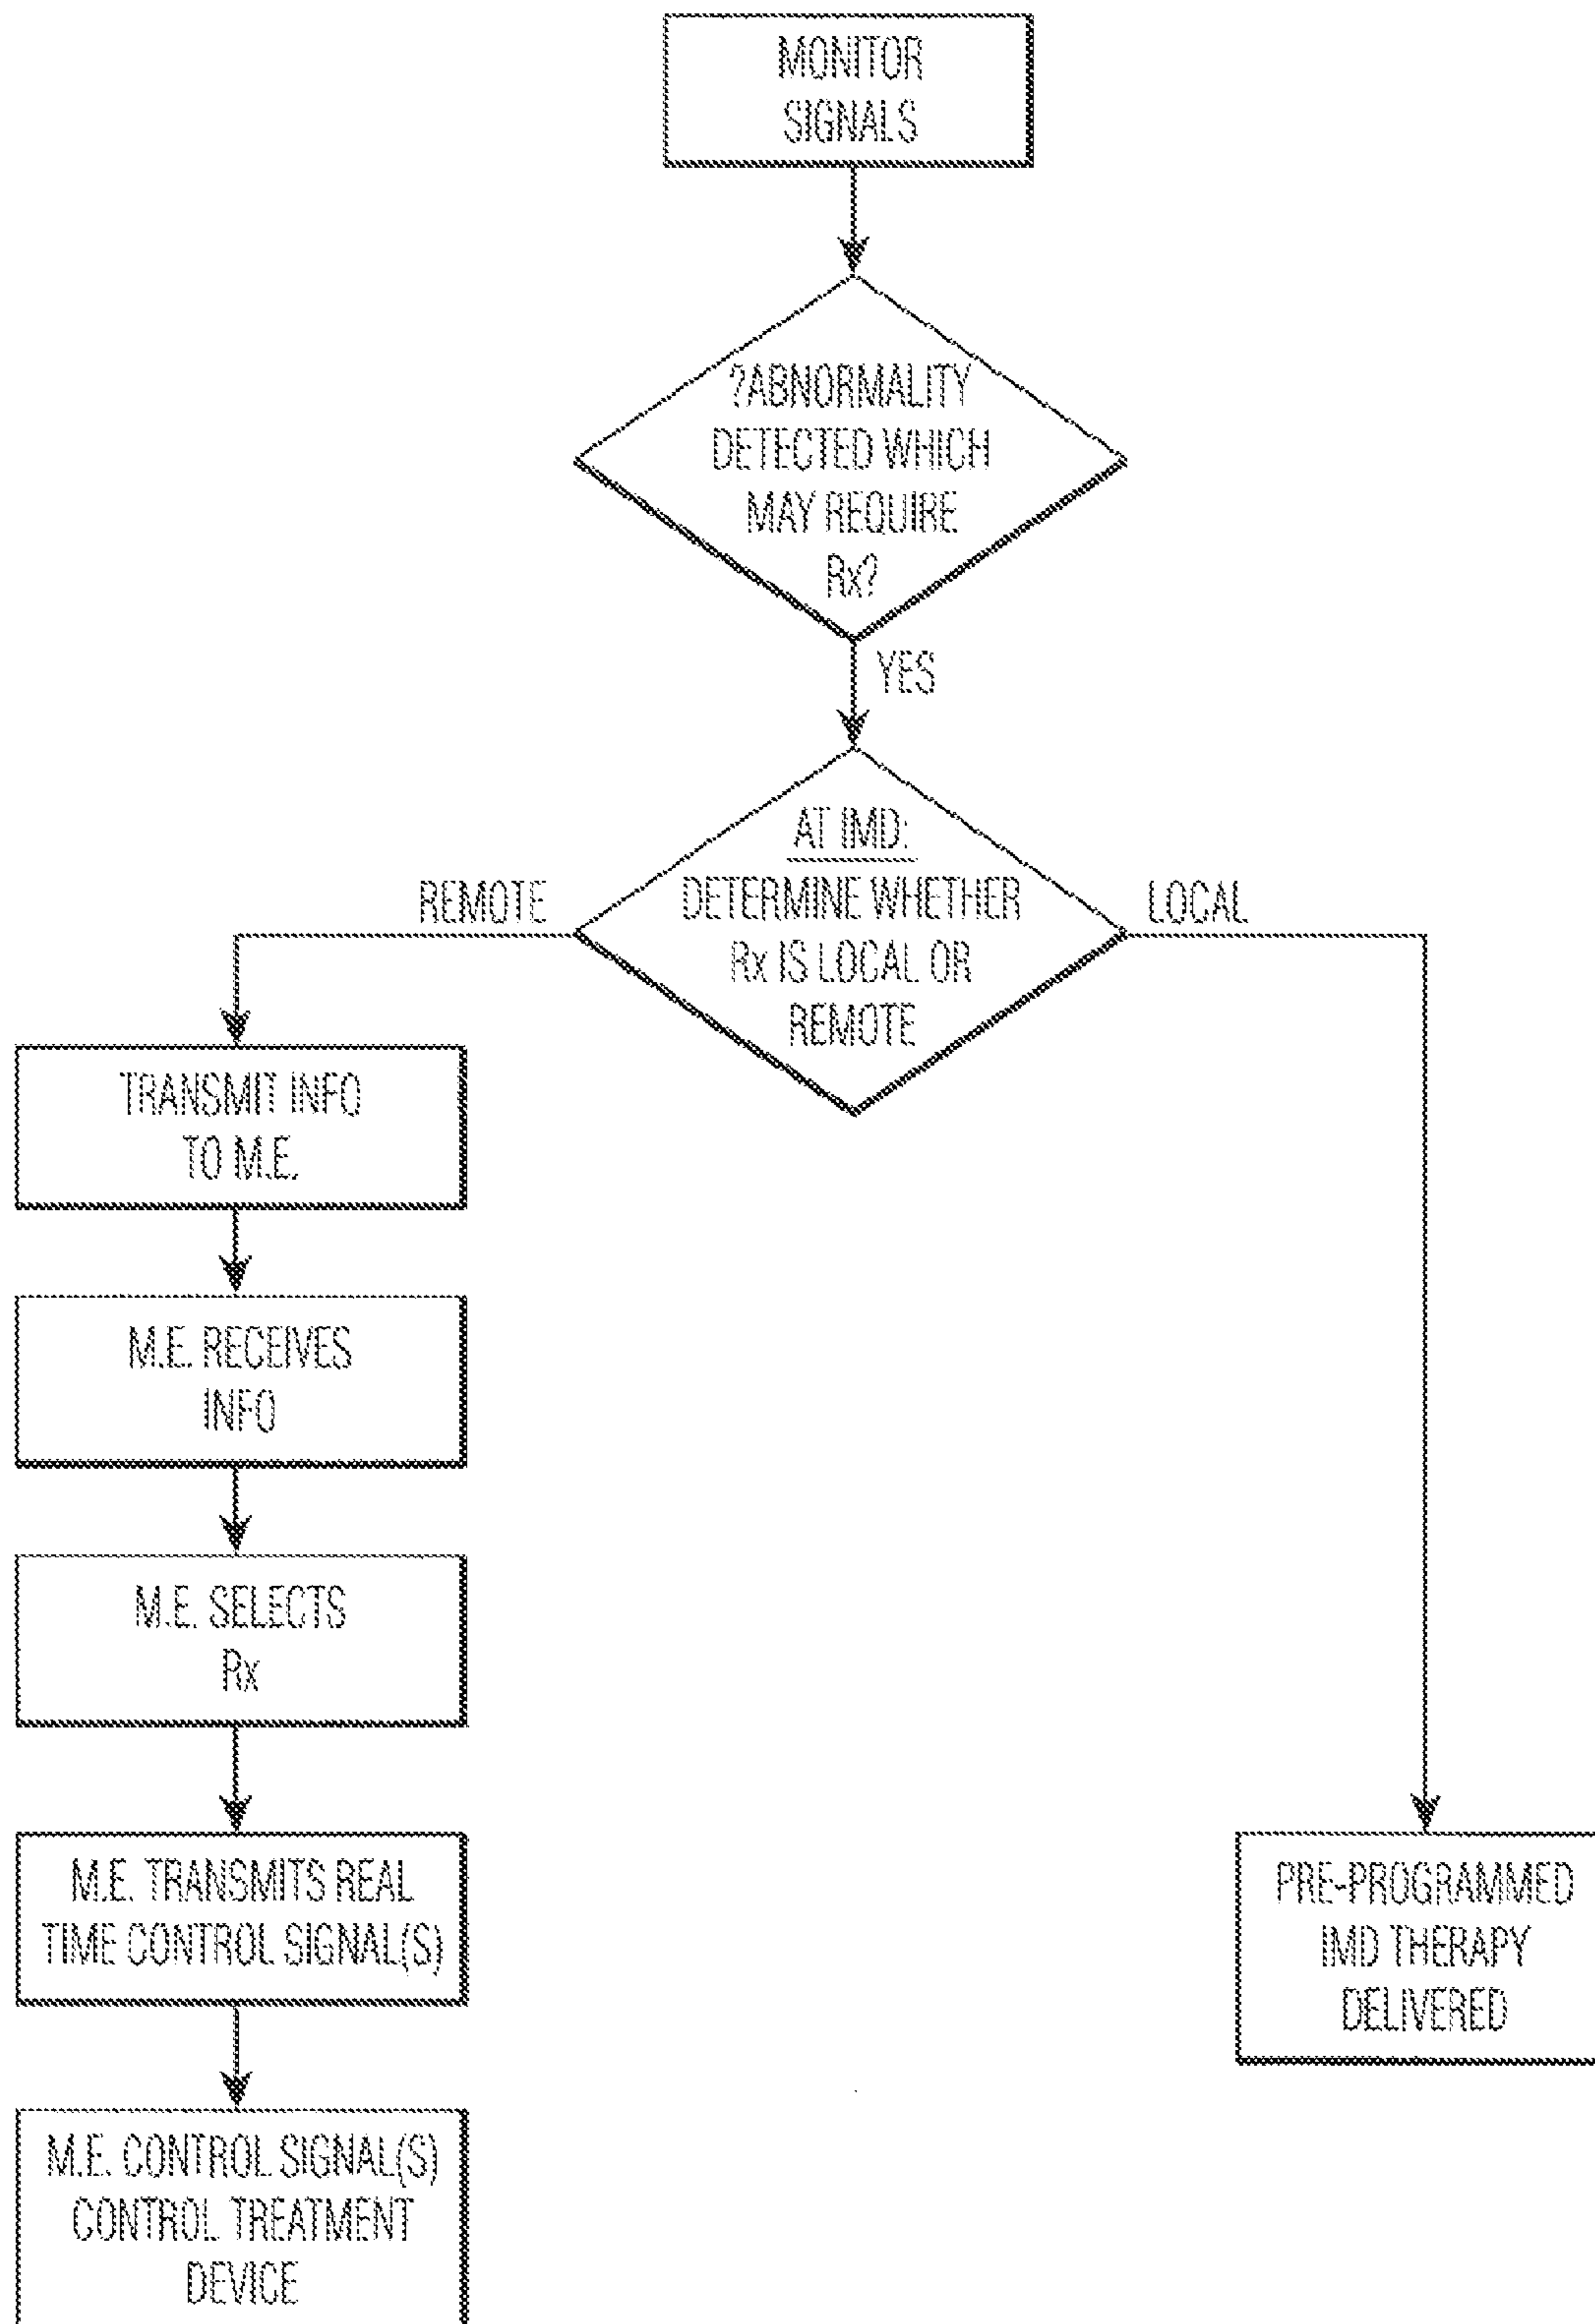 MONITOR
SIGNALS
?ABNORMALITY
DETECTED WHICH
MAY REQUIRE
Rx?
YES
AT IMD:
DETERMINE WHETHER
Rx IS LOCAL OR
REMOTE
REMOTE
LOCAL
TRANSMIT INFO
TO M.E.
M.E. RECEIVES
INFO
M.E. SELECTS
Rx
M.E. TRANSMITS REAL
TIME CONTROL SIGNAL(S)
M.E. CONTROL SIGNAL(S)
CONTROL TREATMENT
DEVICE
PRE-PROGRAMMED
IMD THERAPY
DELIVERED